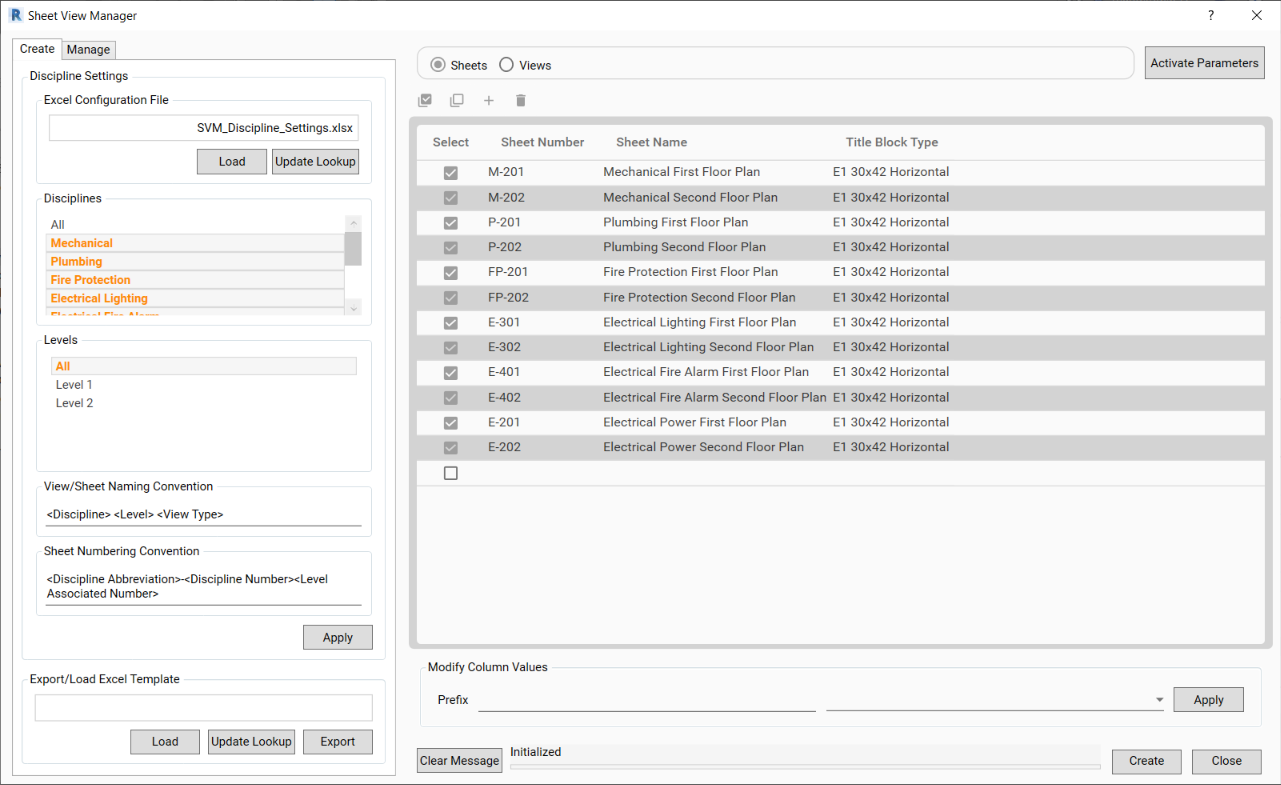 R Sheet View Manager ?
Create Manage
Discipline Settings
Excel Configuration File
SVM_Discipline_Settings.xlsx
Load Update Lookup
Disciplines
All
Mechanical
Plumbing
Fire Protection
Electrical Lighting
Electrical Fire Alarm
Levels
All
Level 1
Level 2
View/Sheet Naming Convention
<Discipline> <Level> <View Type>
Sheet Numbering Convention
<Discipline Abbreviation>-<Discipline Number><Level
Associated Number>
Apply
Export/Load Excel Template
Load Update Lookup Export
Sheets Views Activate Parameters
Select Sheet Number Sheet Name Title Block Type
M-201 Mechanical First Floor Plan E1 30x42 Horizontal
M-202 Mechanical Second Floor Plan E1 30x42 Horizontal
P-201 Plumbing First Floor Plan E1 30x42 Horizontal
P-202 Plumbing Second Floor Plan E1 30x42 Horizontal
FP-201 Fire Protection First Floor Plan E1 30x42 Horizontal
FP-202 Fire Protection Second Floor Plan E1 30x42 Horizontal
E-301 Electrical Lighting First Floor Plan E1 30x42 Horizontal
E-302 Electrical Lighting Second Floor Plan E1 30x42 Horizontal
E-401 Electrical Fire Alarm First Floor Plan E1 30x42 Horizontal
E-402 Electrical Fire Alarm Second Floor Plan E1 30x42 Horizontal
E-201 Electrical Power First Floor Plan E1 30x42 Horizontal
E-202 Electrical Power Second Floor Plan E1 30x42 Horizontal
Modify Column Values
Prefix Apply
Clear Message Initialized Create Close